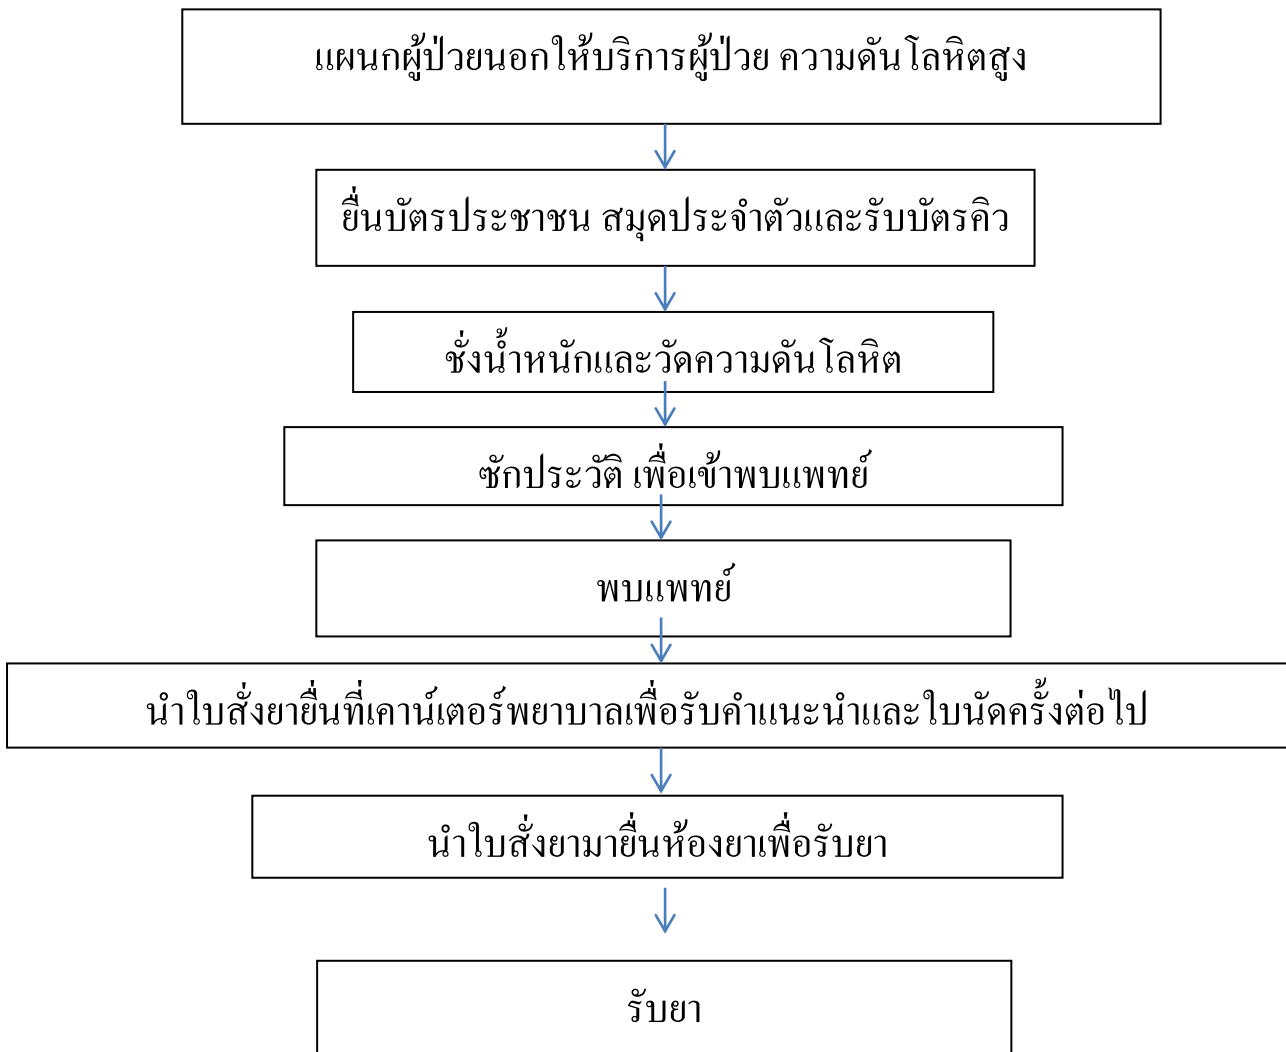 แผนกผู้ป่วยนอกให้บริการผู้ป่วย ความดันโลหิตสูง
ยื่นบัตรประชาชน สมุดประจำตัวและรับบัตรคิว
ชั่งน้ำหนักและวัดความดันโลหิต
ซักประวัติ เพื่อเข้าพบแพทย์
พบแพทย์
นำใบสั่งยายื่นที่เคาน์เตอร์พยาบาลเพื่อรับคำแนะนำและใบนัดครั้งต่อไป
นำใบสั่งยามายื่นห้องยาเพื่อรับยา
รับยา